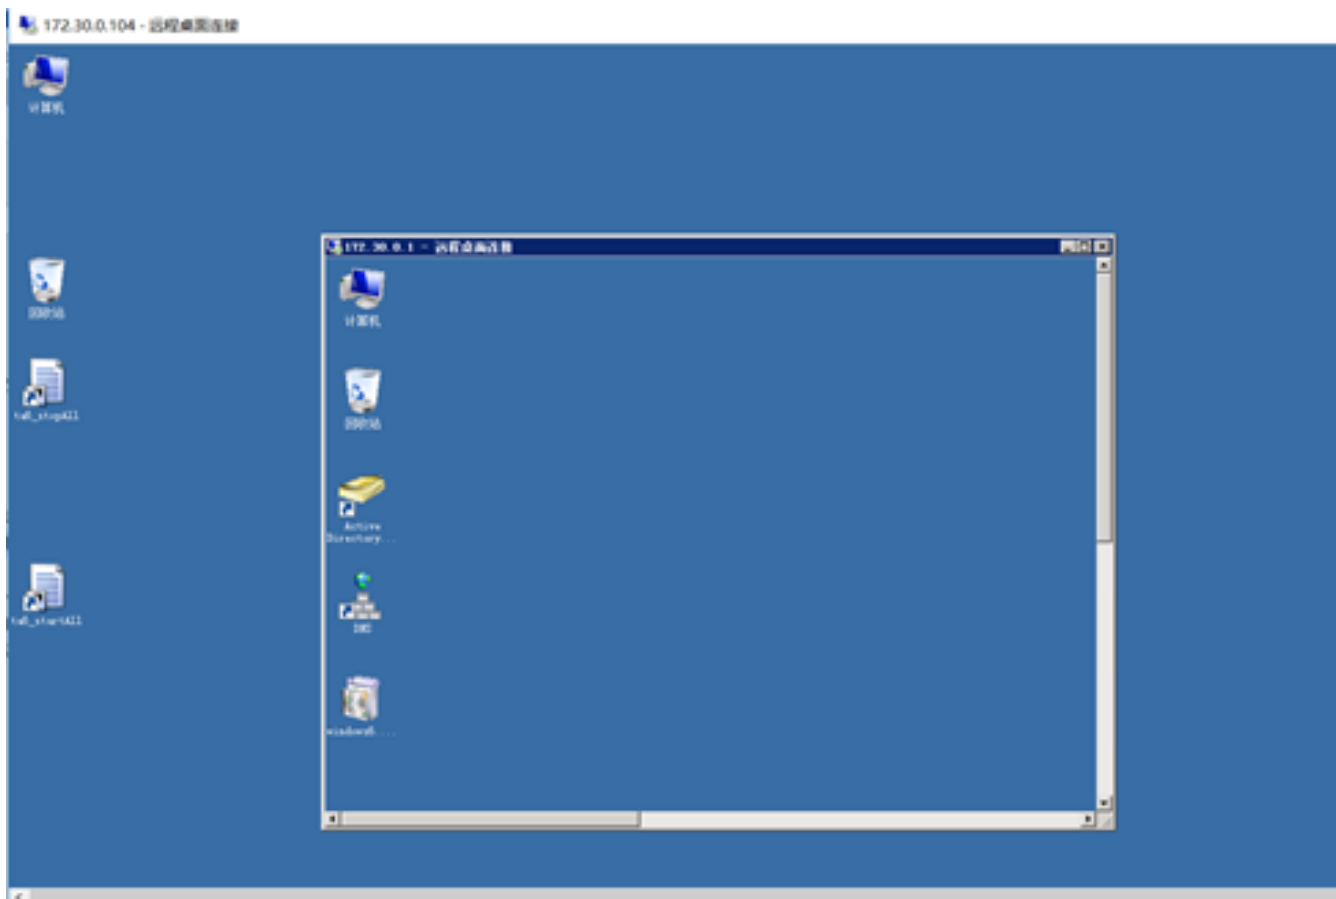 172.30.0.104 - 远程桌面连接
计算机
回收站
172.30.0.1 - 远程桌面连接
计算机
回收站
Active
Directory...
DNS